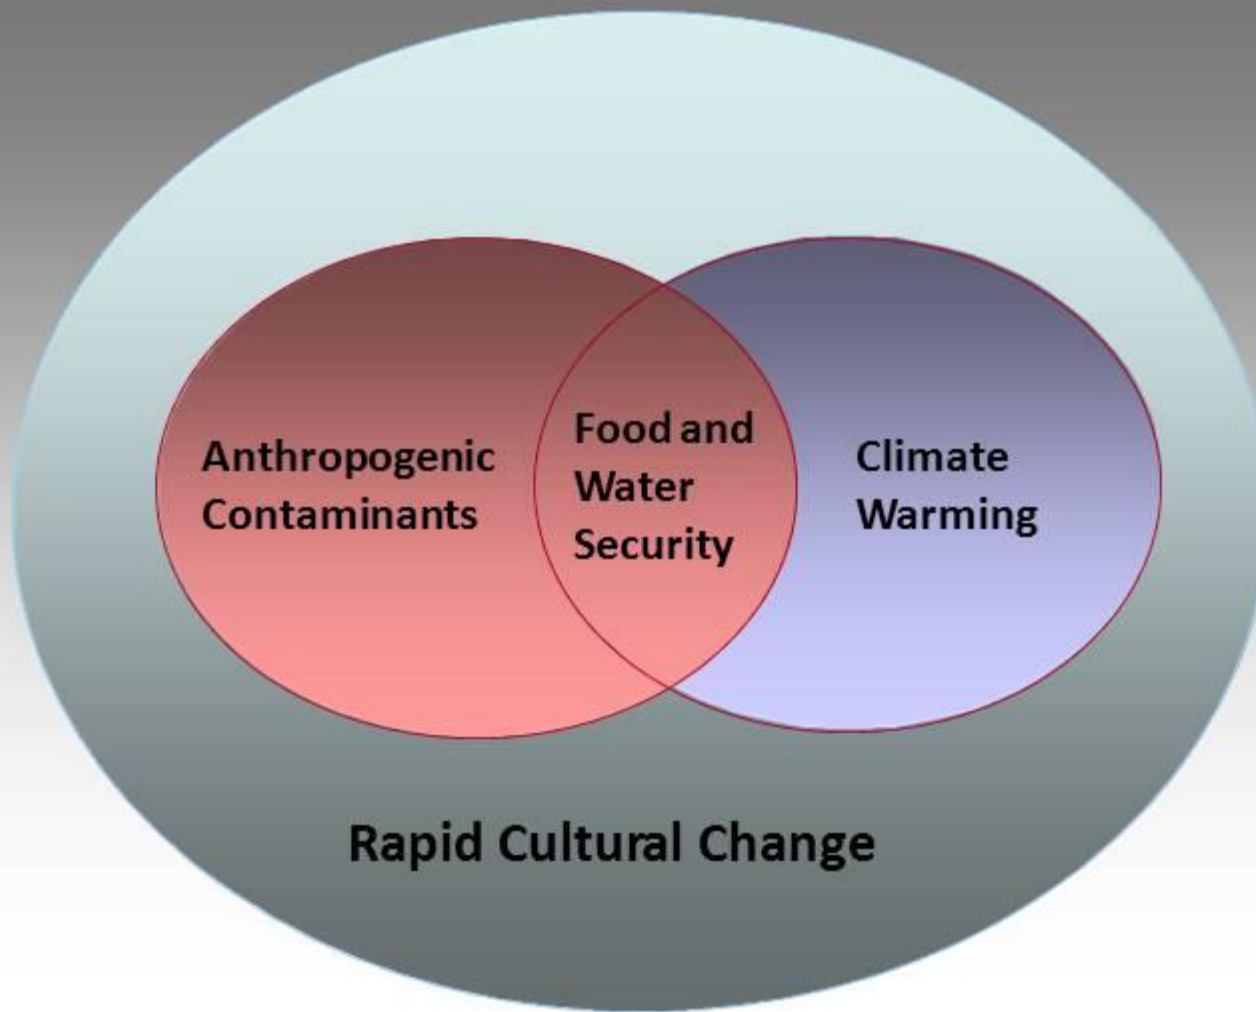 Anthropogenic
Contaminants
Food and
Water
Security
Climate
Warming
Rapid Cultural Change